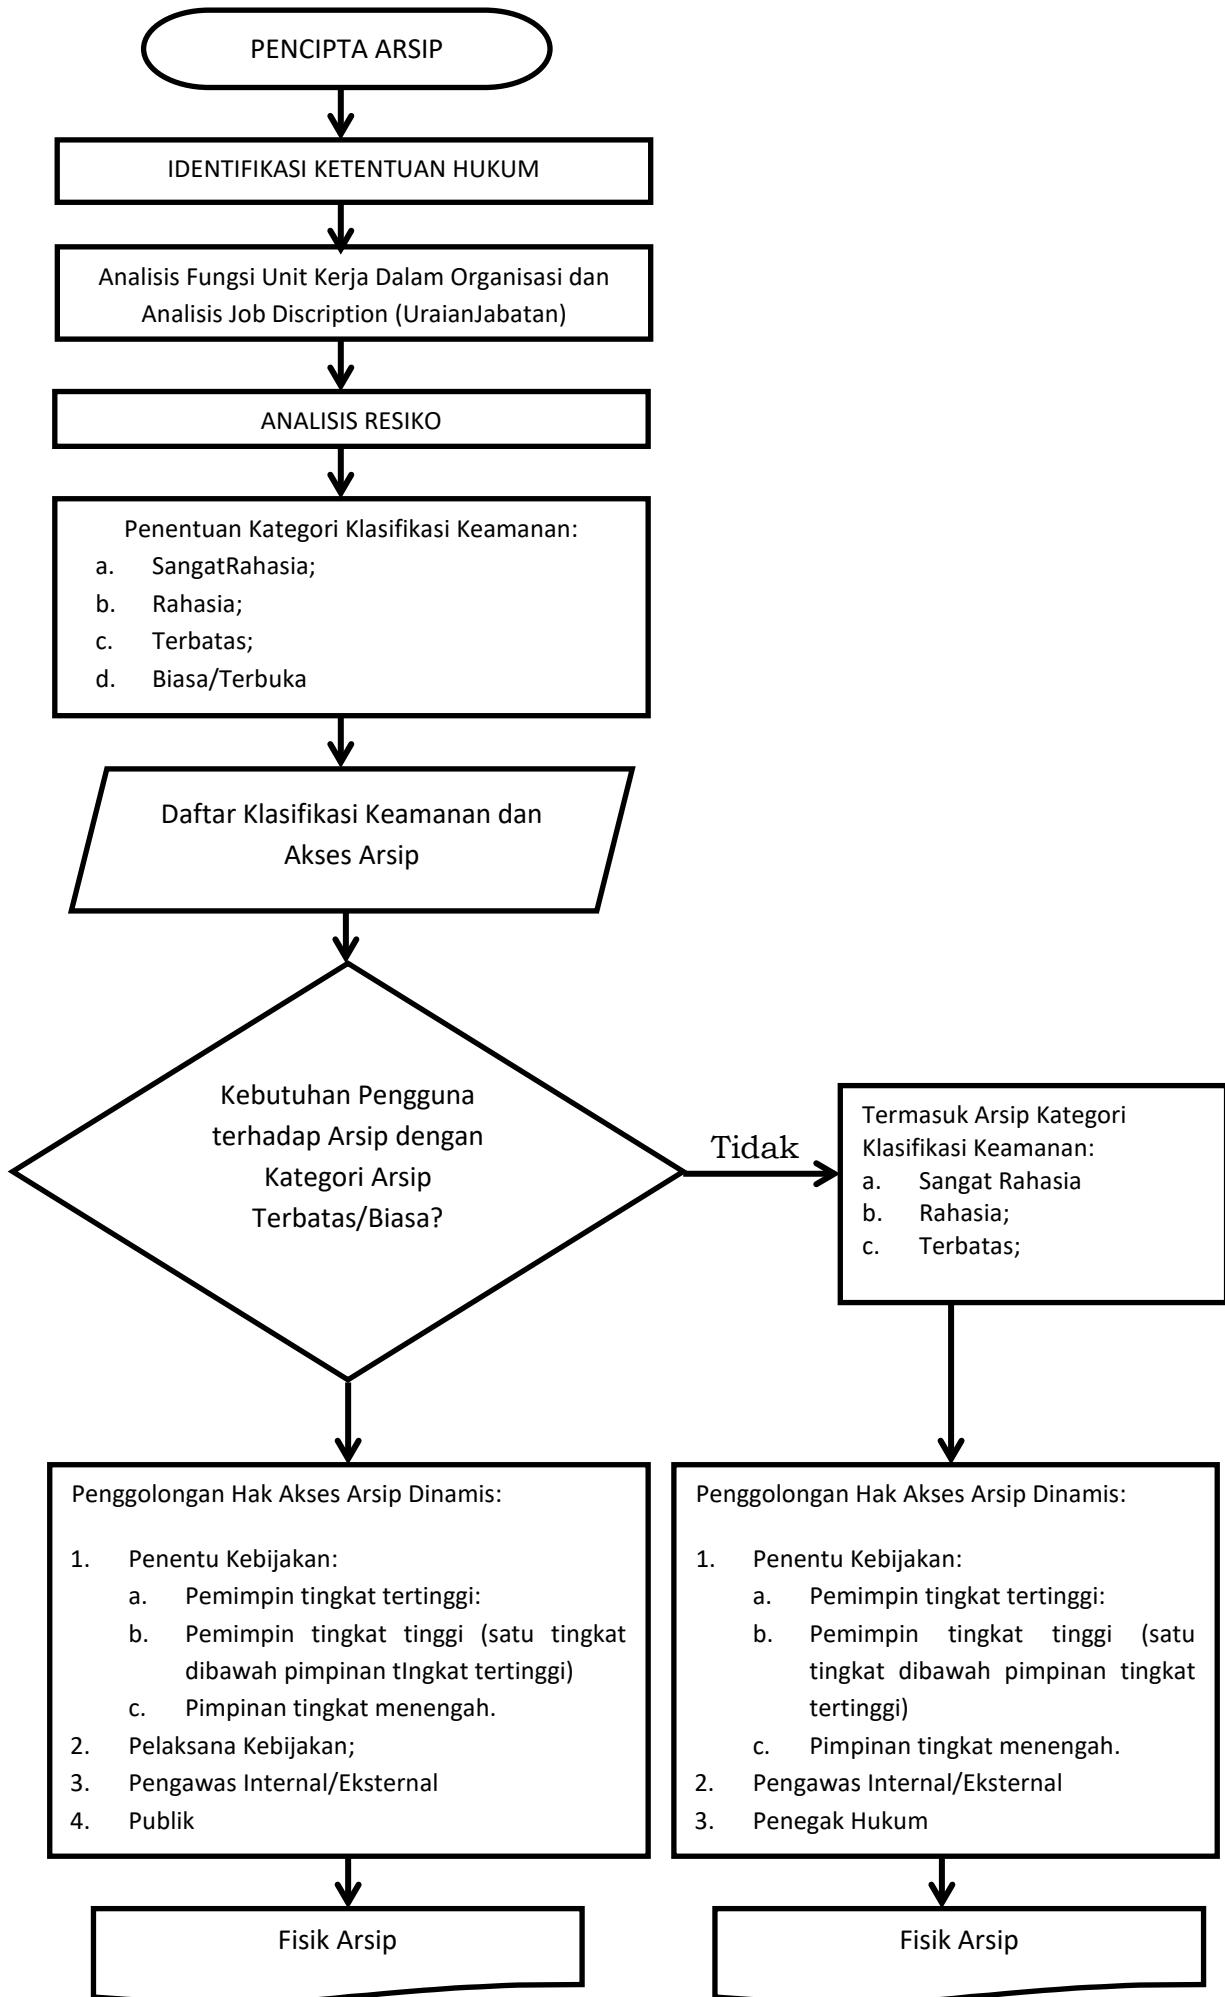 PENCIPTA ARSIP
IDENTIFIKASI KETENTUAN HUKUM
Analisis Fungsi Unit Kerja Dalam Organisasi dan
Analisis Job Discription (UraianJabatan)
ANALISIS RESIKO
Penentuan Kategori Klasifikasi Keamanan:
a. SangatRahasia;
b. Rahasia;
c. Terbatas;
d. Biasa/Terbuka
Daftar Klasifikasi Keamanan dan
Akses Arsip
Kebutuhan Pengguna
terhadap Arsip dengan
Kategori Arsip
Terbatas/Biasa?
Tidak
Termasuk Arsip Kategori
Klasifikasi Keamanan:
a. Sangat Rahasia
b. Rahasia;
c. Terbatas;
Penggolongan Hak Akses Arsip Dinamis:
1. Penentu Kebijakan:
a. Pemimpin tingkat tertinggi:
b. Pemimpin tingkat tinggi (satu tingkat
dibawah pimpinan tIngkat tertinggi)
c. Pimpinan tingkat menengah.
2. Pelaksana Kebijakan;
3. Pengawas Internal/Eksternal
4. Publik
Penggolongan Hak Akses Arsip Dinamis:
1. Penentu Kebijakan:
a. Pemimpin tingkat tertinggi:
b. Pemimpin tingkat tinggi (satu
tingkat dibawah pimpinan tingkat
tertinggi)
c. Pimpinan tingkat menengah.
2. Pengawas Internal/Eksternal
3. Penegak Hukum
Fisik Arsip
Fisik Arsip